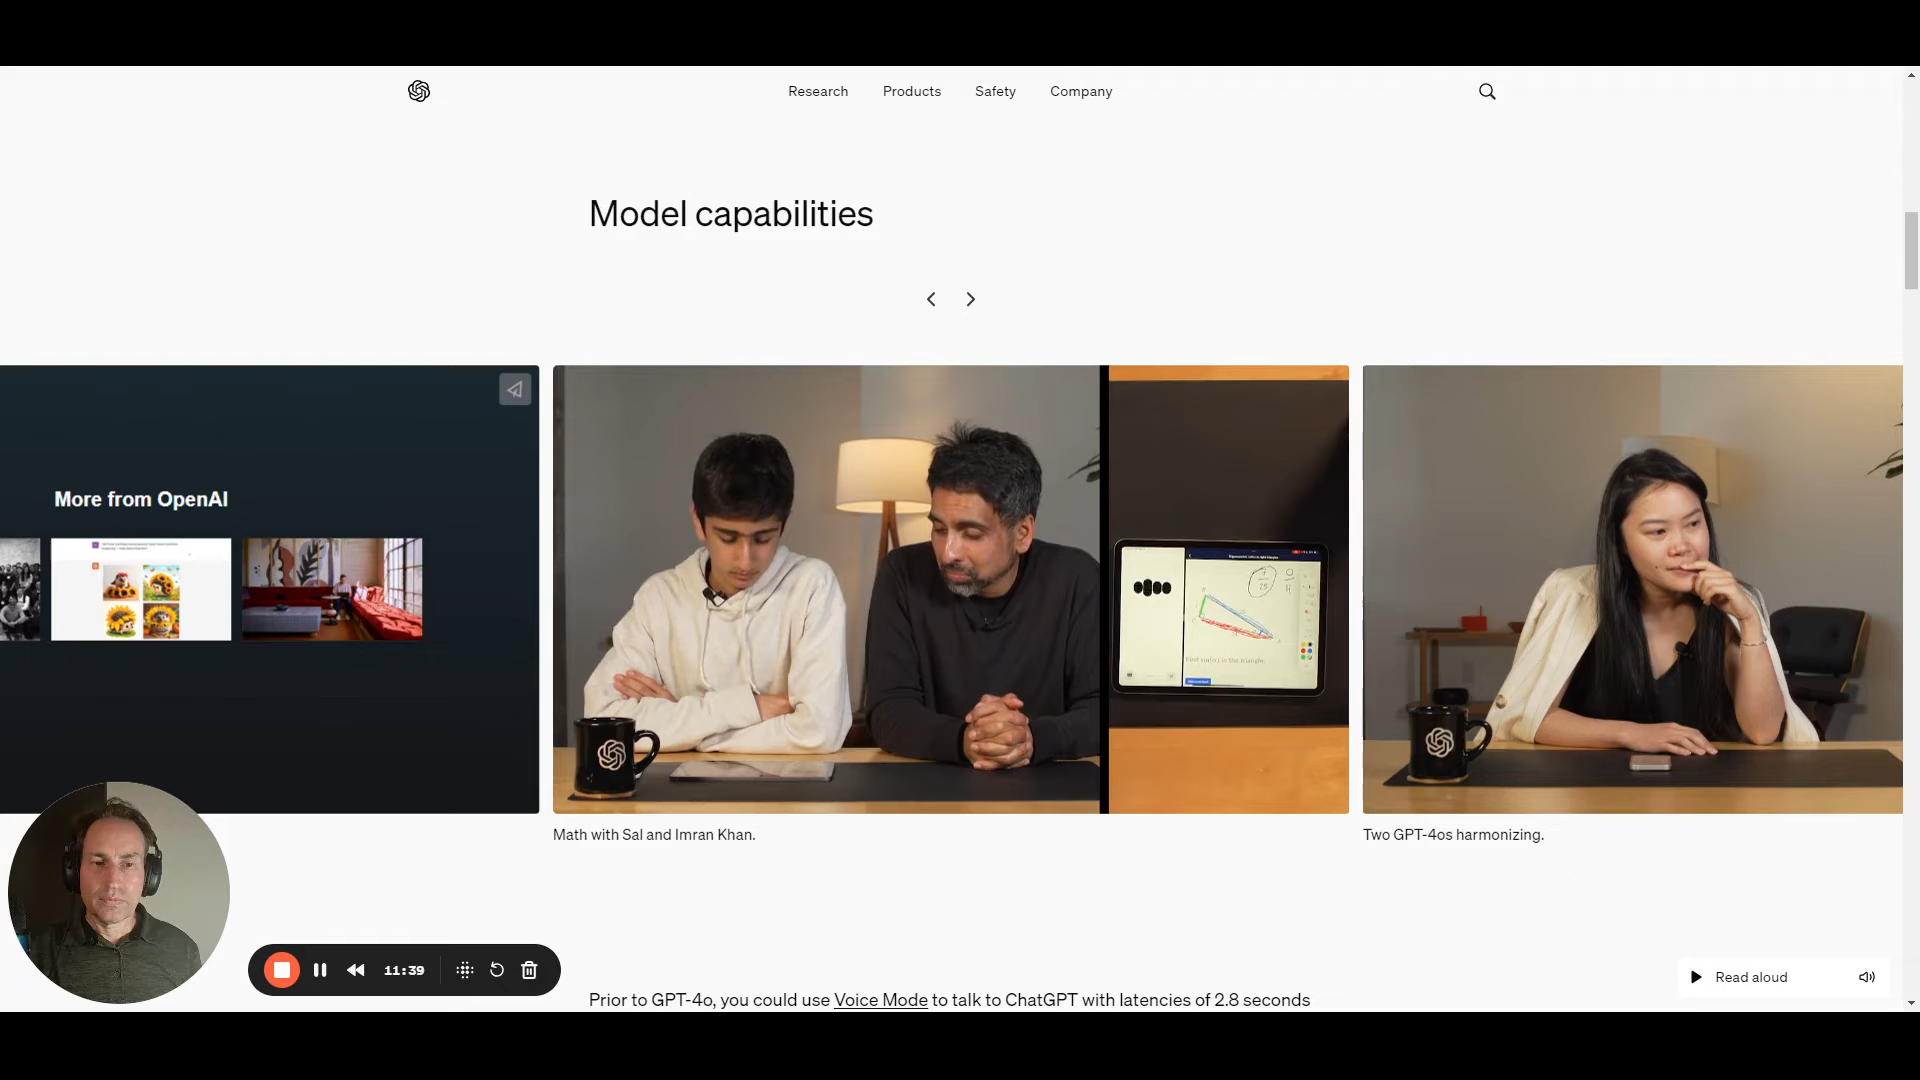 Research Products Safety Company
Model capabilities
More from OpenAI
Math with Sal and Imran Khan.
Two GPT-4os harmonizing.
11:39
Read aloud
Prior to GPT-4o, you could use Voice Mode to talk to ChatGPT with latencies of 2.8 seconds